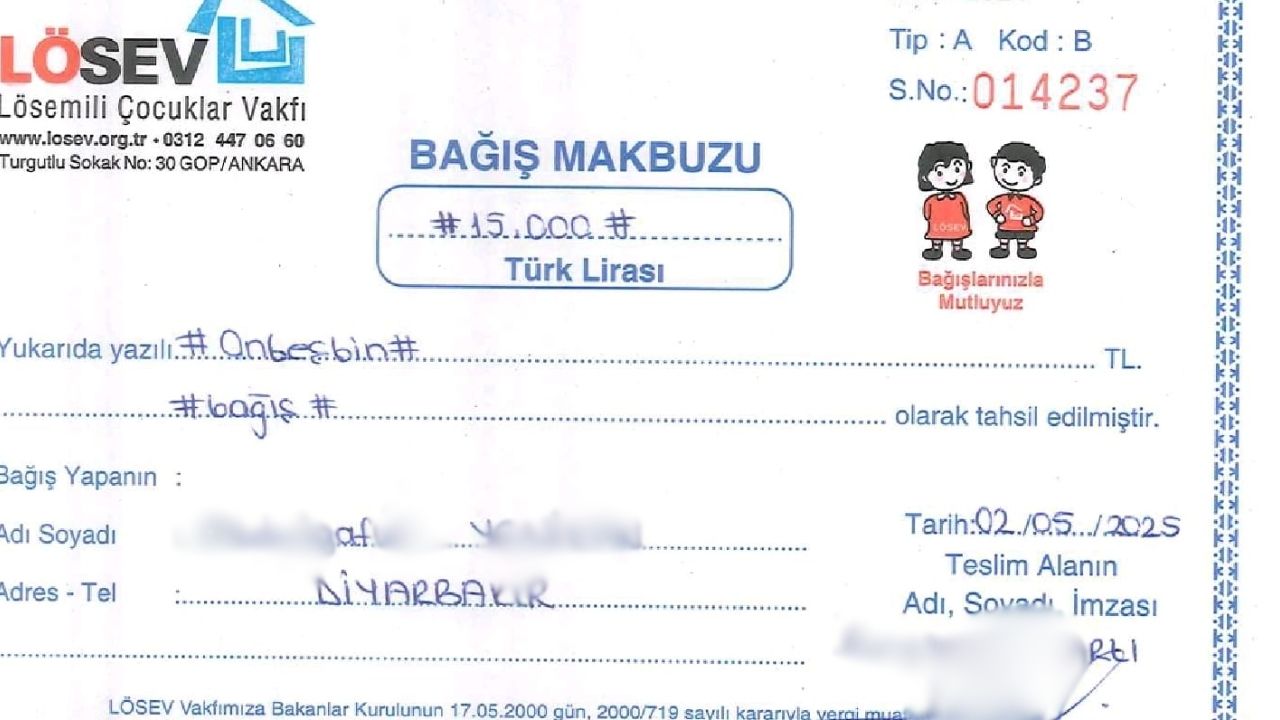 Tip : A Kod : B
LÖSEV
S.No.: 014237
Lösemili Çocuklar Vakfı
www.losev.org.tr • 0312 447 06 60
Turgutlu Sokak No: 30 GOP/ANKARA
BAĞIŞ MAKBUZU
# 15.000 #
Türk Lirası
LÖSEV
Bağışlarınızla
Mutluyuz
Yukarıda yazılı # Onbeşbin # TL.
# bağış # olarak tahsil edilmiştir.
Bağış Yapanın :
Adı Soyadı
Tarih: 02/05/2025
Teslim Alanın
Adres - Tel : DİYARBAKIR
Adı, Soyadı, İmzası
LÖSEV Vakfımıza Bakanlar Kurulunun 17.05.2000 gün, 2000/719 sayılı kararıyla vergi